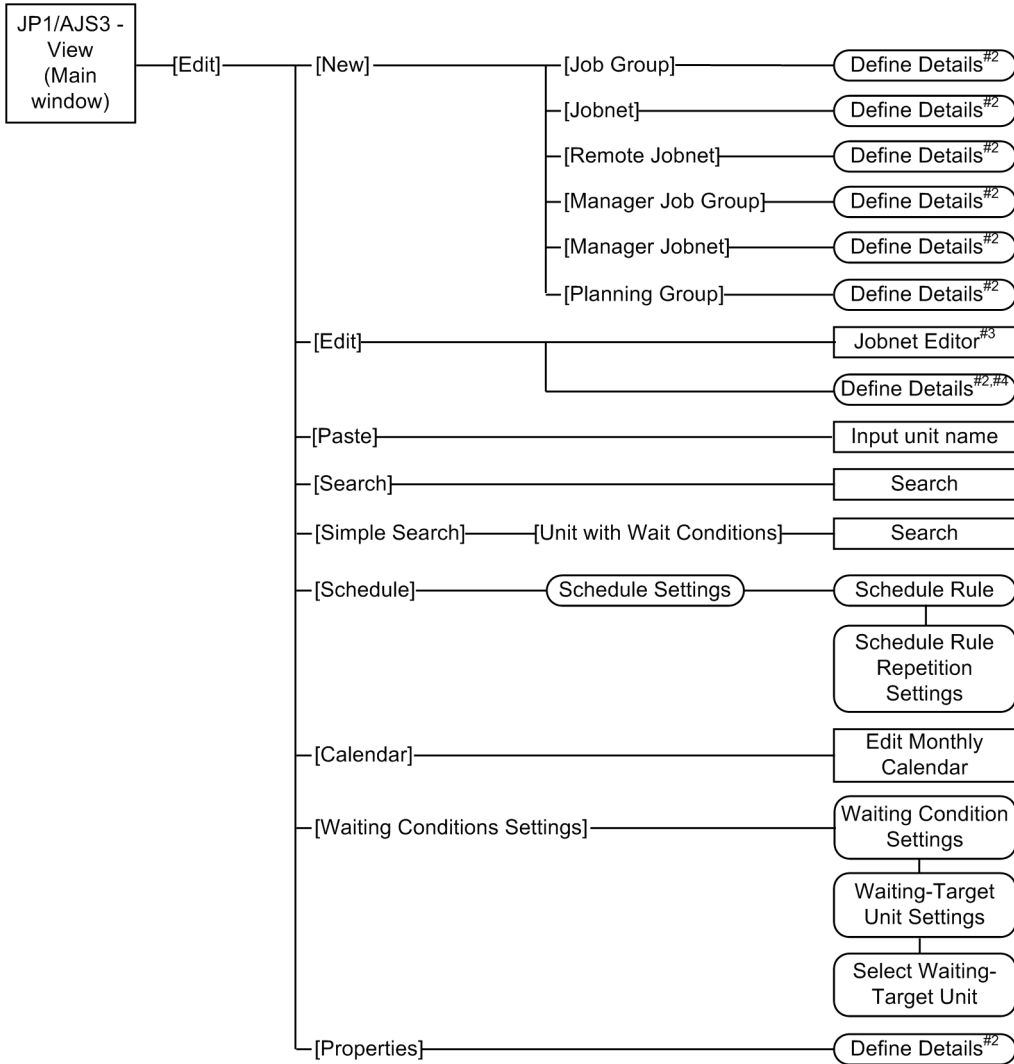 JP1/AJS3 -
View
(Main
window)
[Edit]
[New]
[Job Group]
Define Details#2
[Jobnet]
Define Details#2
[Remote Jobnet]
Define Details#2
[Manager Job Group]
Define Details#2
[Manager Jobnet]
Define Details#2
[Planning Group]
Define Details#2
[Edit]
Jobnet Editor#3
Define Details#2,#4
[Paste]
Input unit name
[Search]
Search
[Simple Search]
[Unit with Wait Conditions]
Search
[Schedule]
Schedule Settings
Schedule Rule
Schedule Rule
Repetition
Settings
[Calendar]
Edit Monthly
Calendar
[Waiting Conditions Settings]
Waiting Condition
Settings
Waiting-Target
Unit Settings
Select Waiting-
Target Unit
[Properties]
Define Details#2